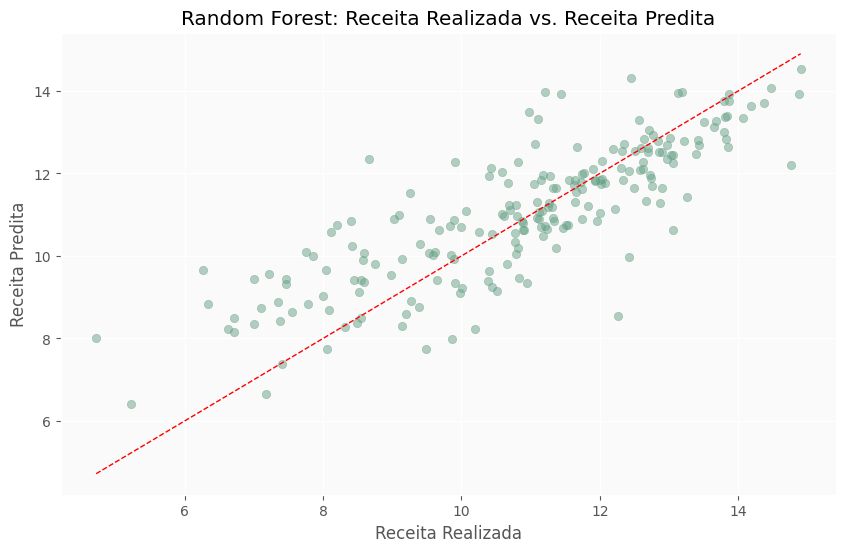 Random Forest: Receita Realizada vs. Receita Predita
Receita Predita
14
12
10
8
6
6 8 10 12 14
Receita Realizada